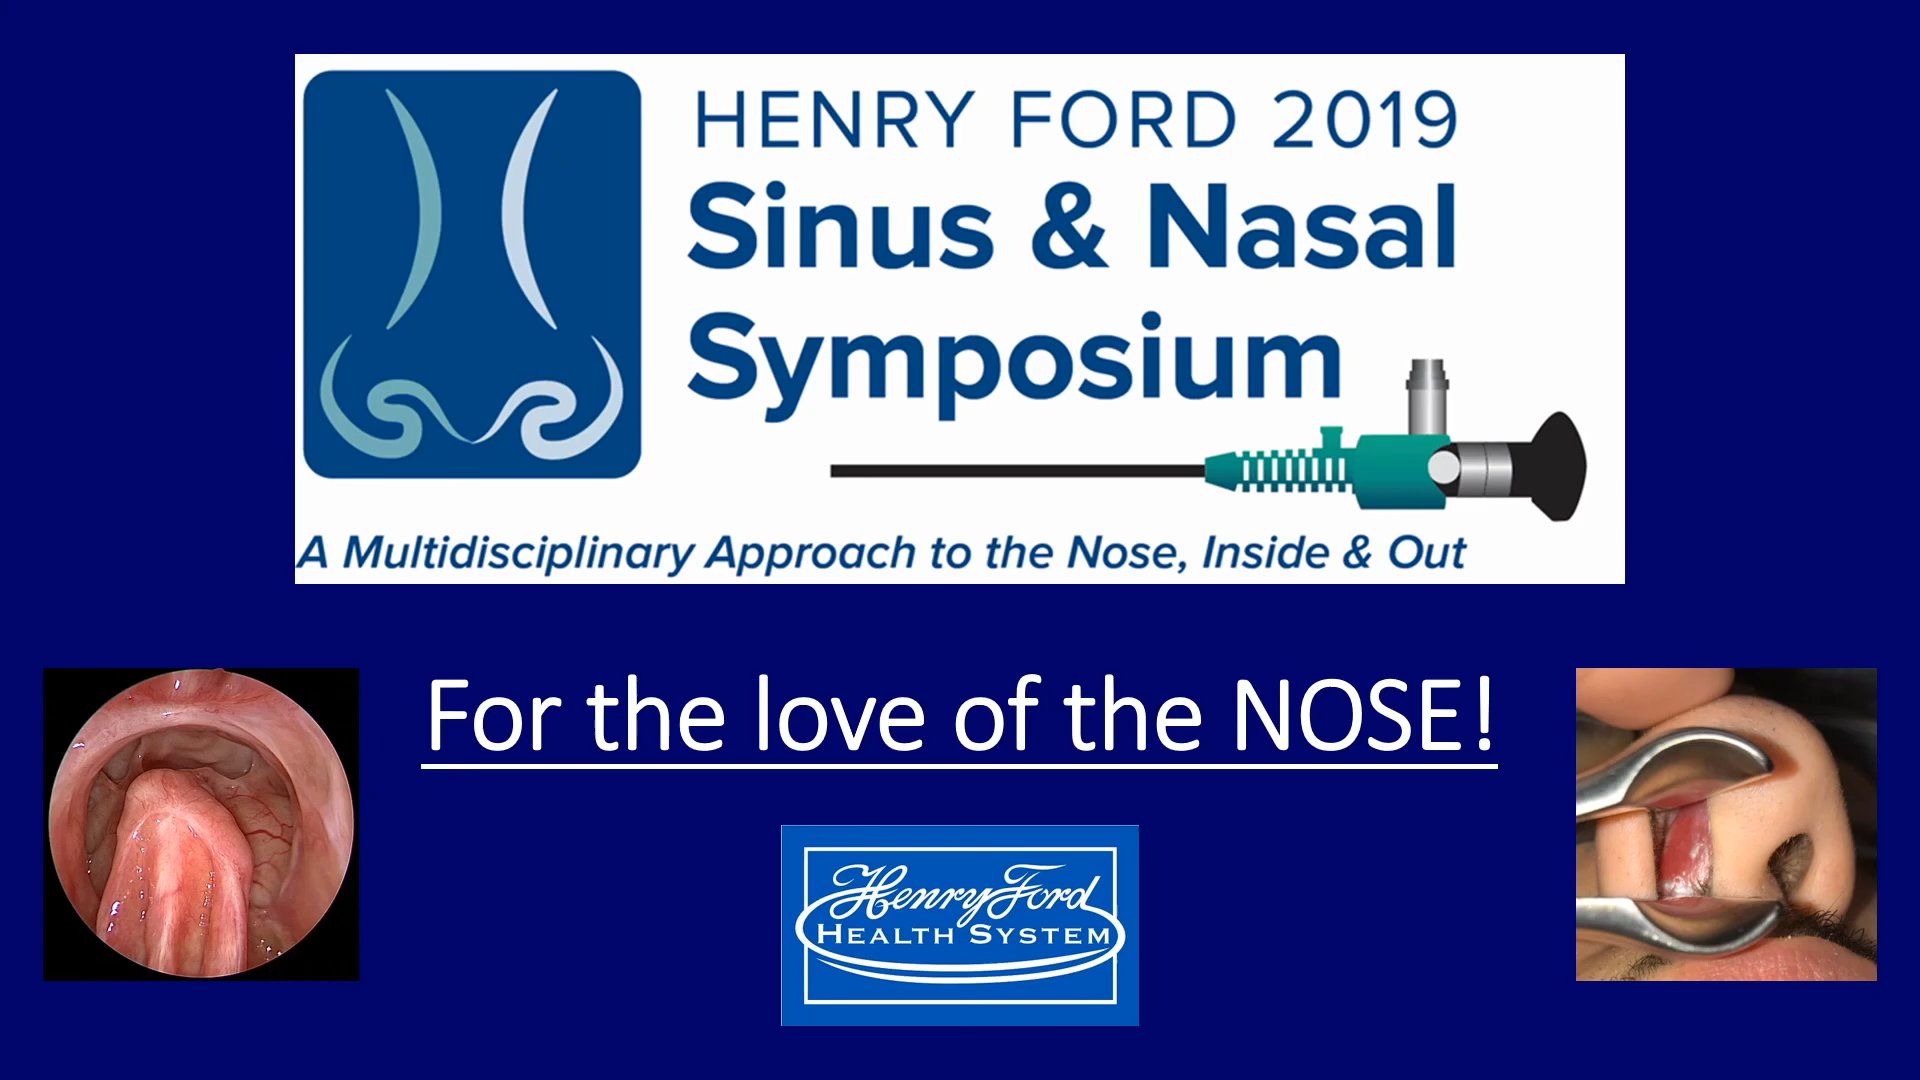 HENRY FORD 2019
Sinus & Nasal
Symposium
A Multidisciplinary Approach to the Nose, Inside & Out
For the love of the NOSE!
Henry Ford
HEALTH SYSTEM